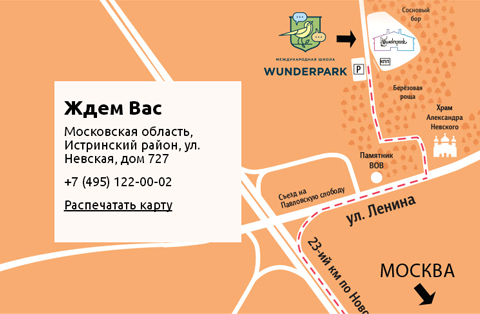 Сосновый
бор
Wunderpark
МЕЖДУНАРОДНАЯ ШКОЛА
WUNDERPARK
P
КПП
Берёзовая
роща
Храм
Александра
Невского
Ждем Вас
Московская область,
Истринский район, ул.
Невская, дом 727
+7 (495) 122-00-02
Распечатать карту
Памятник
ВОВ
Съезд на
Павловскую слободу
ул. Ленина
23-ий км по Ново
МОСКВА